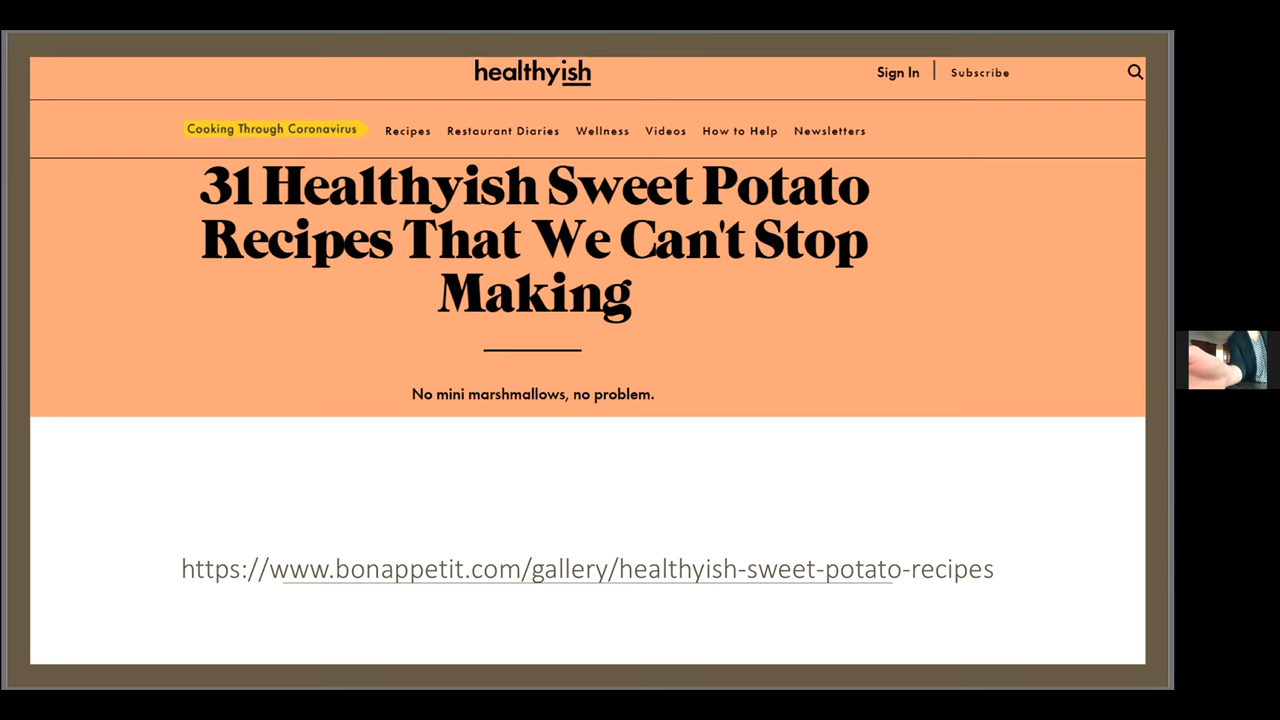 healthyish
Sign In | Subscribe
Cooking Through Coronavirus Recipes Restaurant Diaries Wellness Videos How to Help Newsletters
31 Healthyish Sweet Potato
Recipes That We Can't Stop
Making
No mini marshmallows, no problem.
https://www.bonappetit.com/gallery/healthyish-sweet-potato-recipes